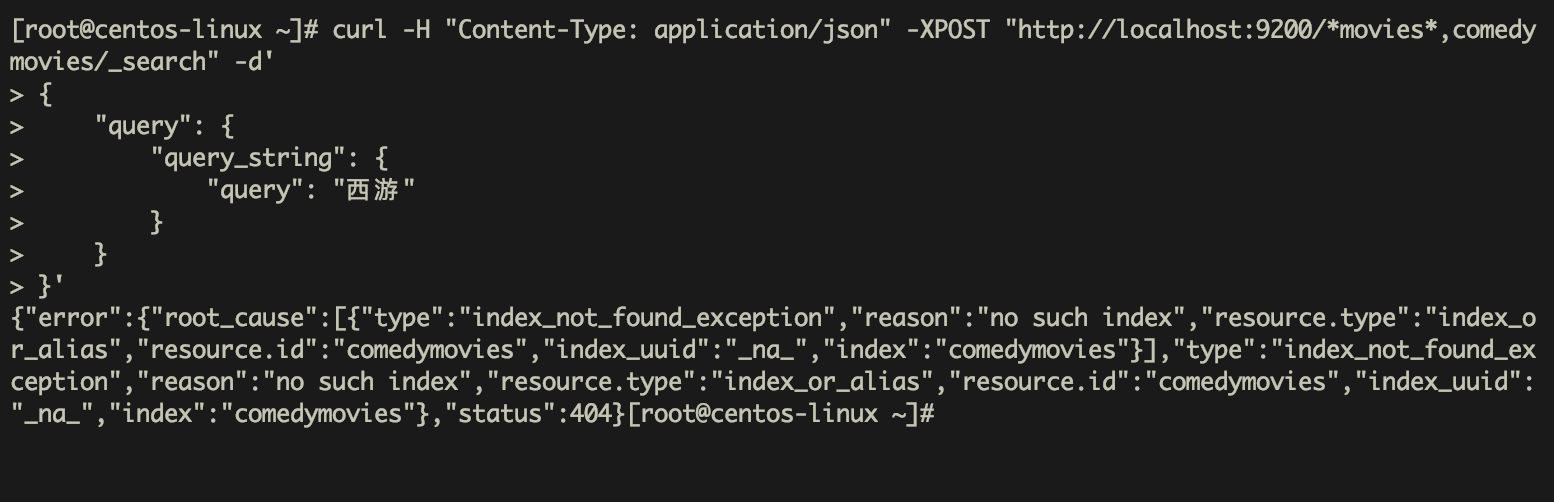 [root@centos-linux ~]# curl -H "Content-Type: application/json" -XPOST "http://localhost:9200/*movies*,comedy
movies/_search" -d'
> {
>     "query": {
>         "query_string": {
>             "query": "西游"
>         }
>     }
> }'
{"error":{"root_cause":[{"type":"index_not_found_exception","reason":"no such index","resource.type":"index_o
r_alias","resource.id":"comedymovies","index_uuid":"_na_","index":"comedymovies"}],"type":"index_not_found_ex
ception","reason":"no such index","resource.type":"index_or_alias","resource.id":"comedymovies","index_uuid":
"_na_","index":"comedymovies"},"status":404}[root@centos-linux ~]#